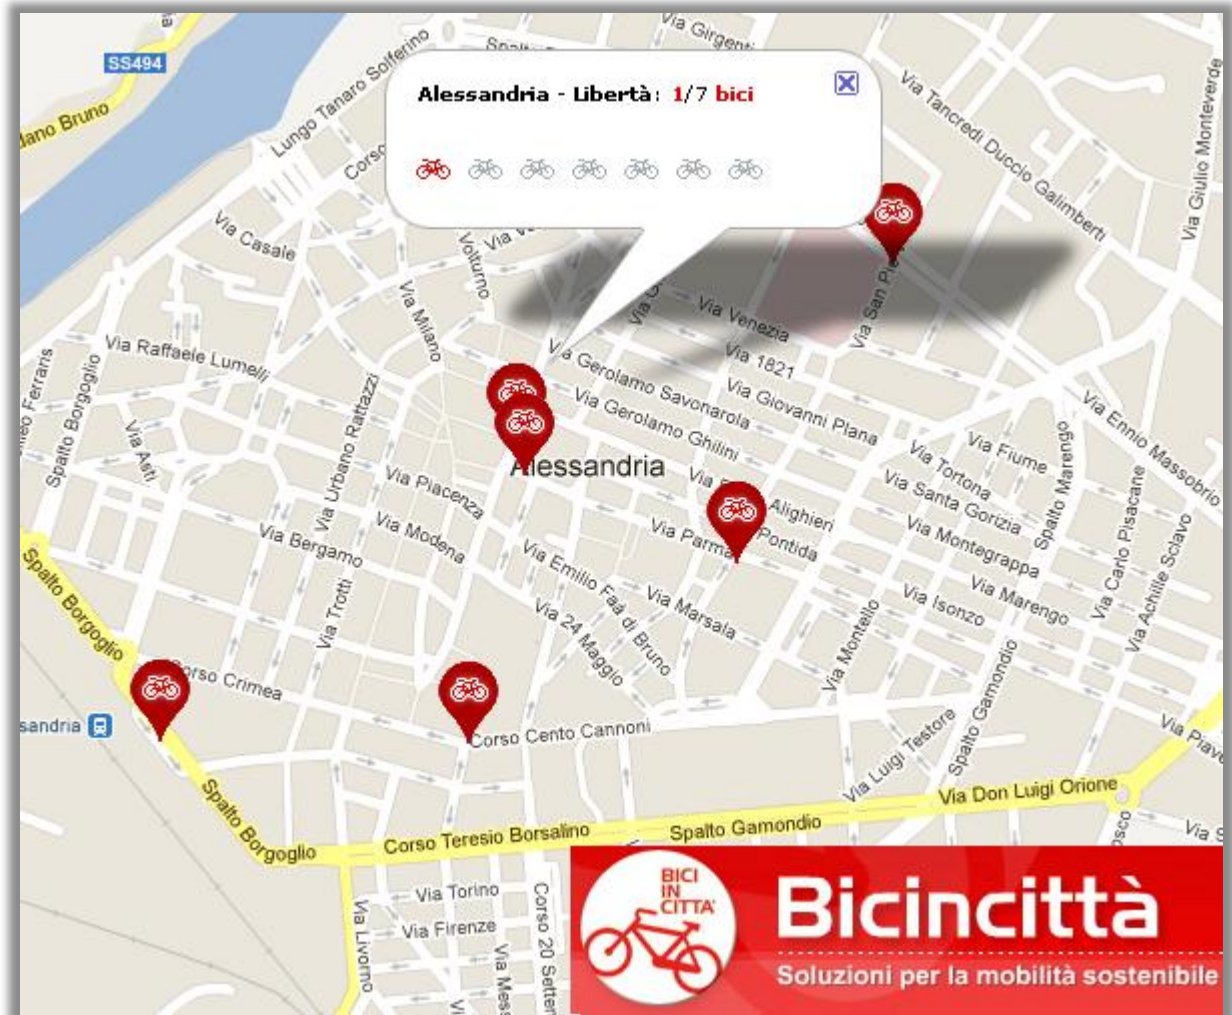 Via Girgenti
SS494
Spalto
Lungo Tanaro Solferino
Alessandria - Libertà: 1/7 bici
Via Tancredi Duccio Galimberti
Via Giulio Monteverde
Bruno
Via Casale
Volturno
Via San
Via Milano
Via Venezia
Via Raffaele Lumelli
Via 1821
Via Gerolamo Savonarola
Via Giovanni Plana
Ferraris
Spalto Borgoglio
Via Urbano Rattazzi
Via Gerolamo Ghilini
Via Ennio Massobrio
Via Asti
Via Fiume
Via Tortona
Spalto Marengo
Alessandria
Via Piacenza
Alighieri
Via Santa Gorizia
Via Carlo Pisacane
Via Achille Sclavo
Via Bergamo
Via Modena
Via Parma
Pontida
Via Montegrappa
Spalto Borgoglio
Via Trotti
Via Emilio Faà di Bruno
Via Marsala
Via Isonzo
Via Marengo
Via 24 Maggio
Via Montello
Corso Crimea
Spalto Gamondio
sandria
Corso Cento Cannoni
Via Luigi Testore
Via Piave
Via Don Luigi Orione
Spalto Borgoglio
Corso Teresio Borsalino
Spalto Gamondio
Via Torino
Via Firenze
Via Livorno
Via Mess
Corso 20 Settem
BICI
IN
CITTA'
Bicincittà
Soluzioni per la mobilità sostenibile